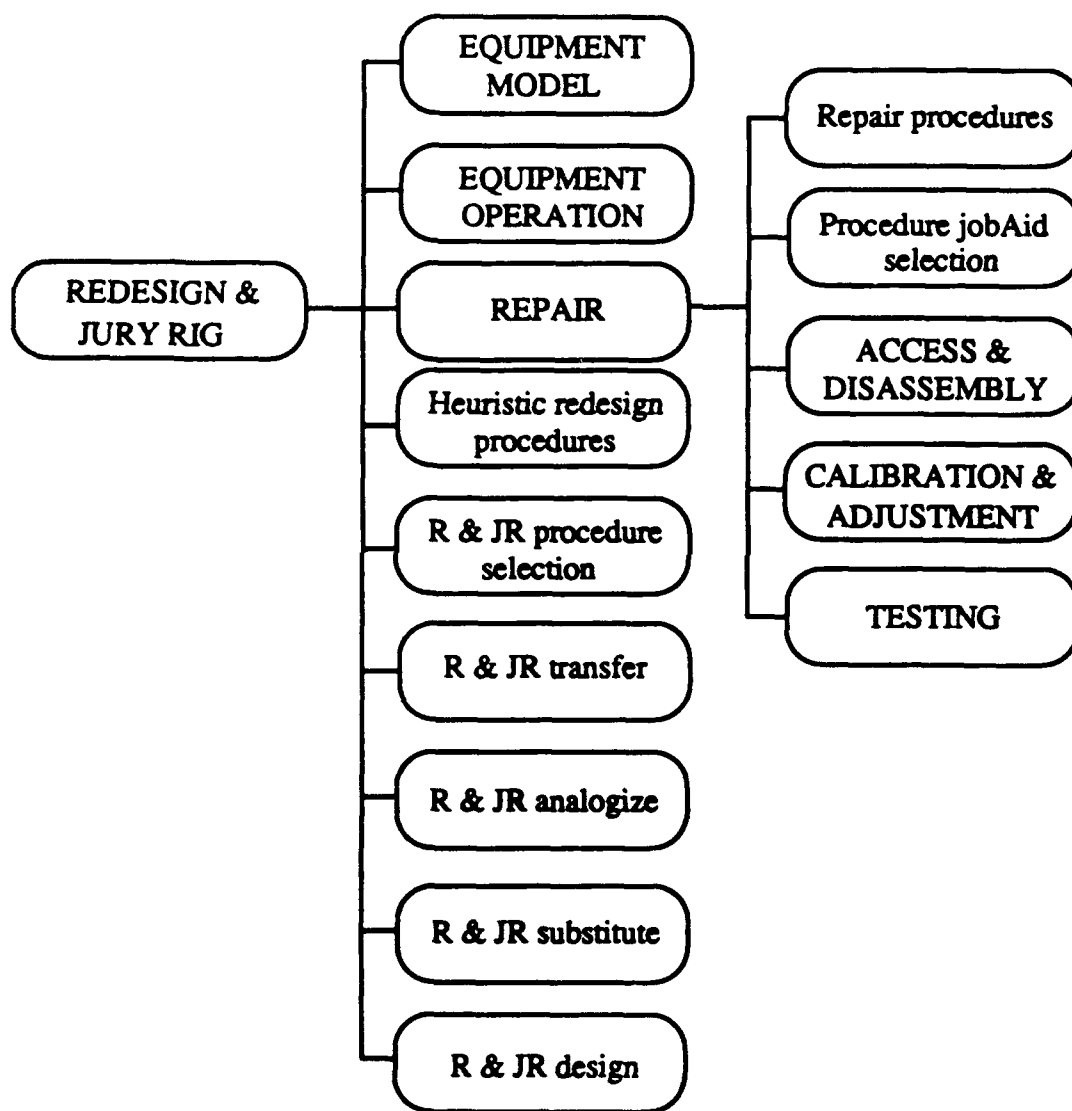 REDESIGN &
JURY RIG
EQUIPMENT
MODEL
EQUIPMENT
OPERATION
REPAIR
Heuristic redesign
procedures
R & JR procedure
selection
R & JR transfer
R & JR analogize
R & JR substitute
R & JR design
Repair procedures
Procedure jobAid
selection
ACCESS &
DISASSEMBLY
CALIBRATION &
ADJUSTMENT
TESTING